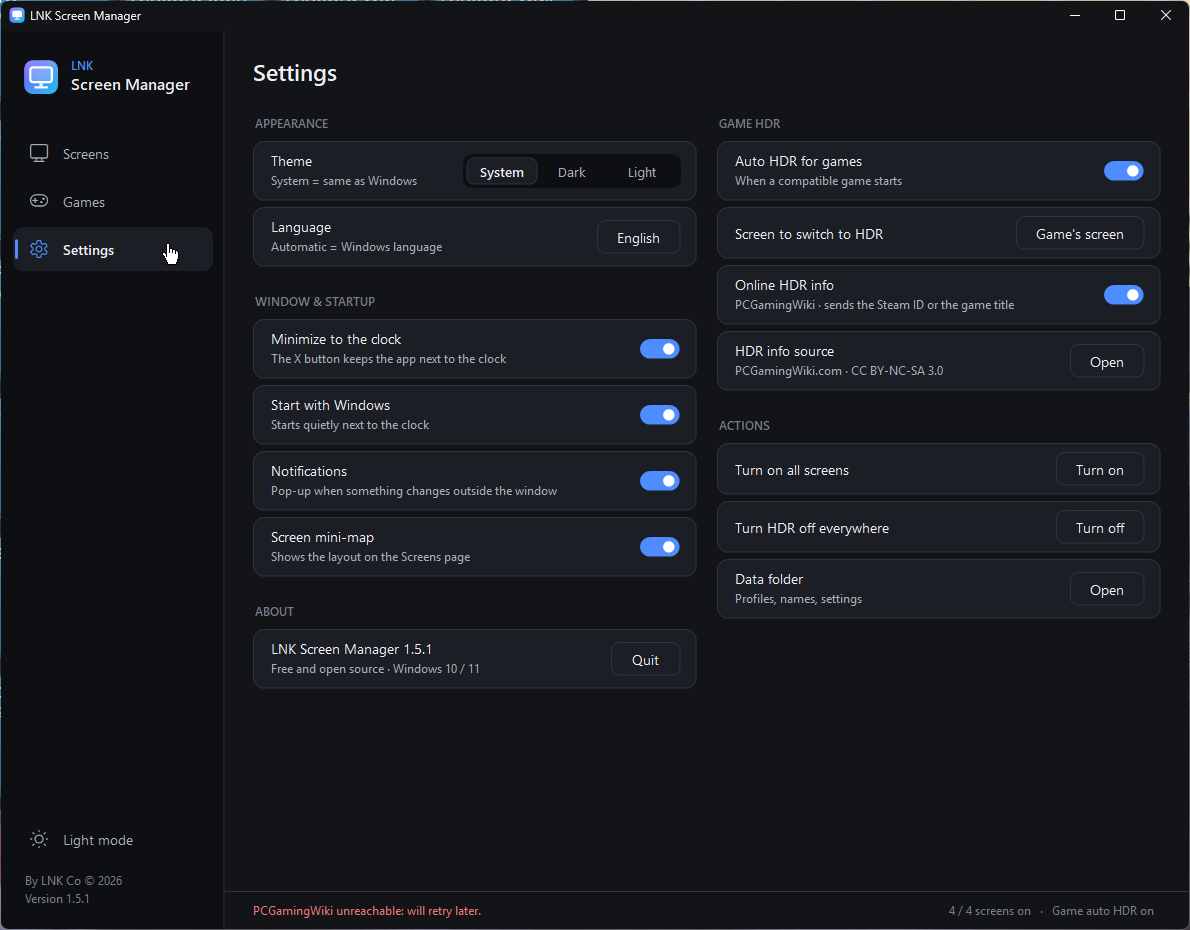 LNK Screen Manager
LNK
Screen Manager
Screens
Games
Settings
Light mode
By LNK Co © 2026
Version 1.5.1
Settings
APPEARANCE
Theme
System = same as Windows
System Dark Light
Language
Automatic = Windows language
English
WINDOW & STARTUP
Minimize to the clock
The X button keeps the app next to the clock
Start with Windows
Starts quietly next to the clock
Notifications
Pop-up when something changes outside the window
Screen mini-map
Shows the layout on the Screens page
ABOUT
LNK Screen Manager 1.5.1
Free and open source · Windows 10 / 11
Quit
GAME HDR
Auto HDR for games
When a compatible game starts
Screen to switch to HDR
Game's screen
Online HDR info
PCGamingWiki · sends the Steam ID or the game title
HDR info source
PCGamingWiki.com · CC BY-NC-SA 3.0
Open
ACTIONS
Turn on all screens
Turn on
Turn HDR off everywhere
Turn off
Data folder
Profiles, names, settings
Open
PCGamingWiki unreachable; will retry later.
4 / 4 screens on · Game auto HDR on